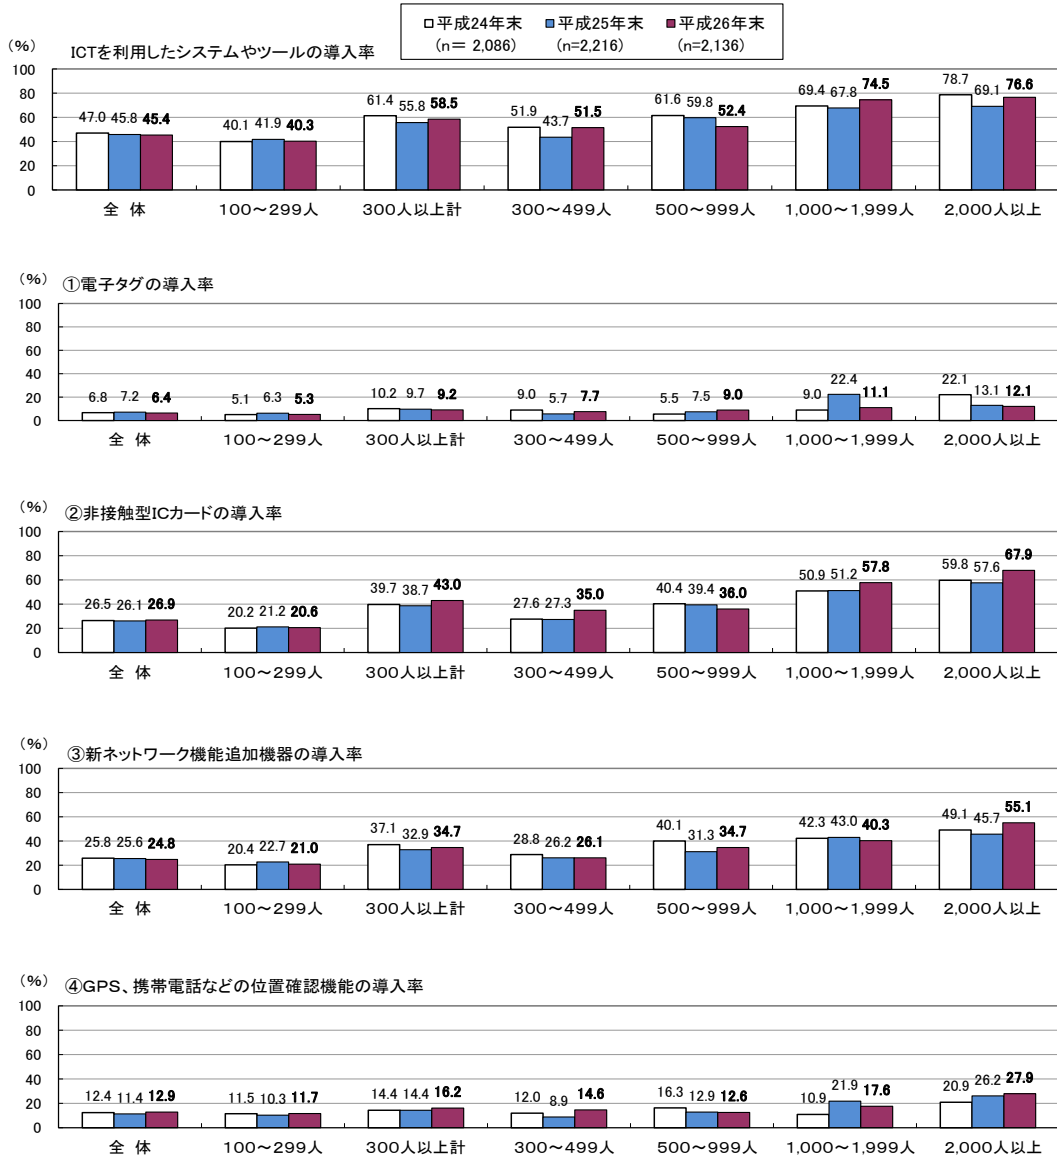 平成24年末 平成25年末 平成26年末
(n= 2,086) (n=2,216) (n=2,136)
(%) ICTを利用したシステムやツールの導入率
100
80
60
40
20
0
47.0 45.8 45.4
40.1 41.9 40.3
61.4 55.8 58.5
51.9 43.7 51.5
61.6 59.8 52.4
69.4 67.8 74.5
78.7 69.1 76.6
全 体 100~299人 300人以上計 300~499人 500~999人 1,000~1,999人 2,000人以上
(%) ①電子タグの導入率
100
80
60
40
20
0
6.8 7.2 6.4
5.1 6.3 5.3
10.2 9.7 9.2
9.0 5.7 7.7
5.5 7.5 9.0
9.0 22.4 11.1
22.1 13.1 12.1
全 体 100~299人 300人以上計 300~499人 500~999人 1,000~1,999人 2,000人以上
(%) ②非接触型ICカードの導入率
100
80
60
40
20
0
26.5 26.1 26.9
20.2 21.2 20.6
39.7 38.7 43.0
27.6 27.3 35.0
40.4 39.4 36.0
50.9 51.2 57.8
59.8 57.6 67.9
全 体 100~299人 300人以上計 300~499人 500~999人 1,000~1,999人 2,000人以上
(%) ③新ネットワーク機能追加機器の導入率
100
80
60
40
20
0
25.8 25.6 24.8
20.4 22.7 21.0
37.1 32.9 34.7
28.8 26.2 26.1
40.1 31.3 34.7
42.3 43.0 40.3
49.1 45.7 55.1
全 体 100~299人 300人以上計 300~499人 500~999人 1,000~1,999人 2,000人以上
(%) ④GPS、携帯電話などの位置確認機能の導入率
100
80
60
40
20
0
12.4 11.4 12.9
11.5 10.3 11.7
14.4 14.4 16.2
12.0 8.9 14.6
16.3 12.9 12.6
10.9 21.9 17.6
20.9 26.2 27.9
全 体 100~299人 300人以上計 300~499人 500~999人 1,000~1,999人 2,000人以上